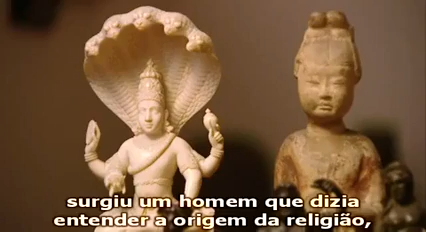 surgiu um homem que dizia
entender a origem da religião,